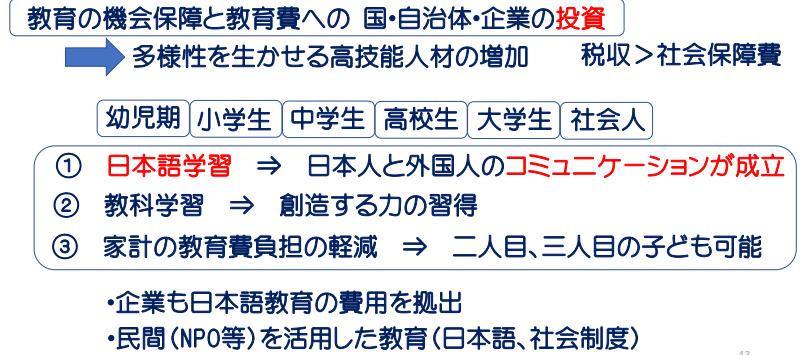 教育の機会保障と教育費への 国・自治体・企業の投資
多様性を生かせる高技能人材の増加 税収＞社会保障費
幼児期 小学生 中学生 高校生 大学生 社会人
① 日本語学習 ⇒ 日本人と外国人のコミュニケーションが成立
② 教科学習 ⇒ 創造する力の習得
③ 家計の教育費負担の軽減 ⇒ 二人目、三人目の子ども可能
・企業も日本語教育の費用を拠出
・民間（NPO等）を活用した教育（日本語、社会制度）